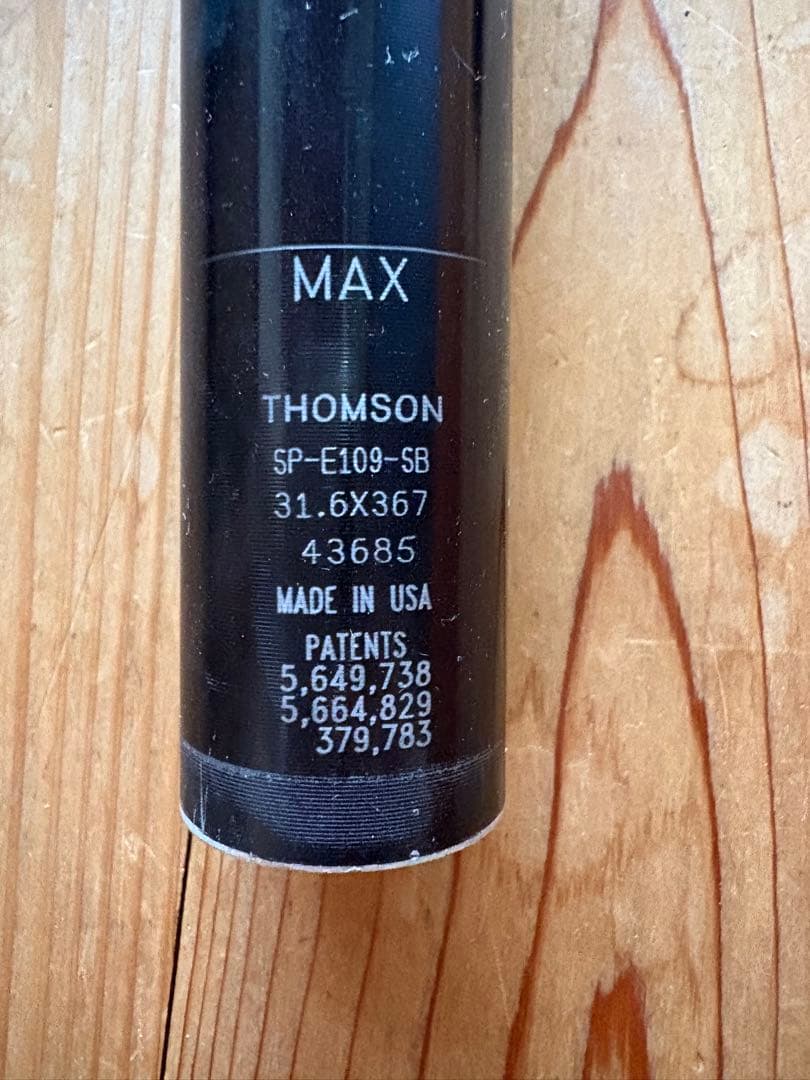 MAX
THOMSON
SP-E109-SB
31.6X367
43685
MADE IN USA
PATENTS
5,649,738
5,664,829
379,783